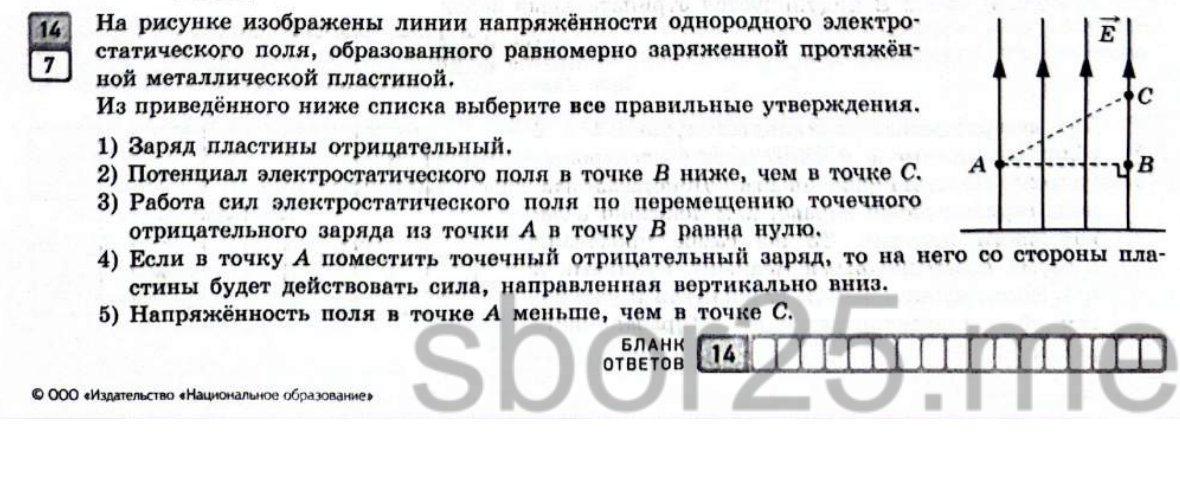 14
7
На рисунке изображены линии напряжённости однородного электро-
статического поля, образованного равномерно заряженной протяжён-
ной металлической пластиной.
Из приведённого ниже списка выберите все правильные утверждения.
1) Заряд пластины отрицательный.
2) Потенциал электростатического поля в точке B ниже, чем в точке C.
3) Работа сил электростатического поля по перемещению точечного
отрицательного заряда из точки A в точку B равна нулю.
4) Если в точку A поместить точечный отрицательный заряд, то на него со стороны пла-
стины будет действовать сила, направленная вертикально вниз.
5) Напряжённость поля в точке A меньше, чем в точке C.
E
C
A
B
БЛАНК
ОТВЕТОВ
14
© ООО «Издательство «Национальное образование»
sbor25.me